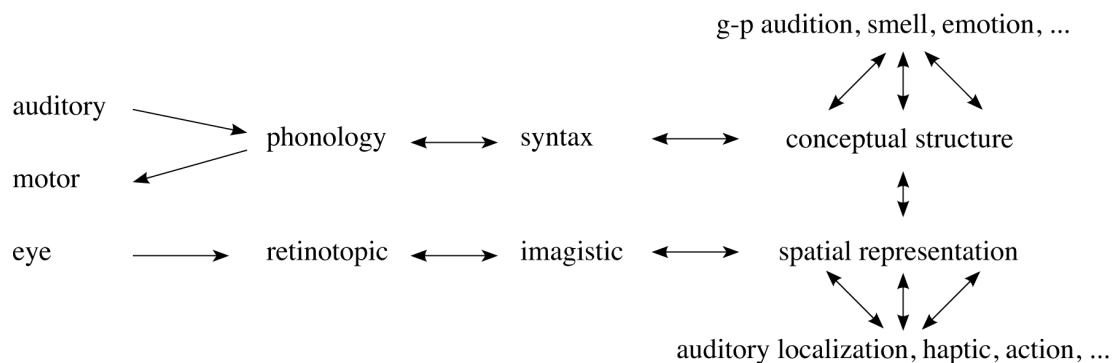 g-p audition, smell, emotion, ...
auditory
phonology syntax conceptual structure
motor
eye retinotopic imagistic spatial representation
auditory localization, haptic, action, ...